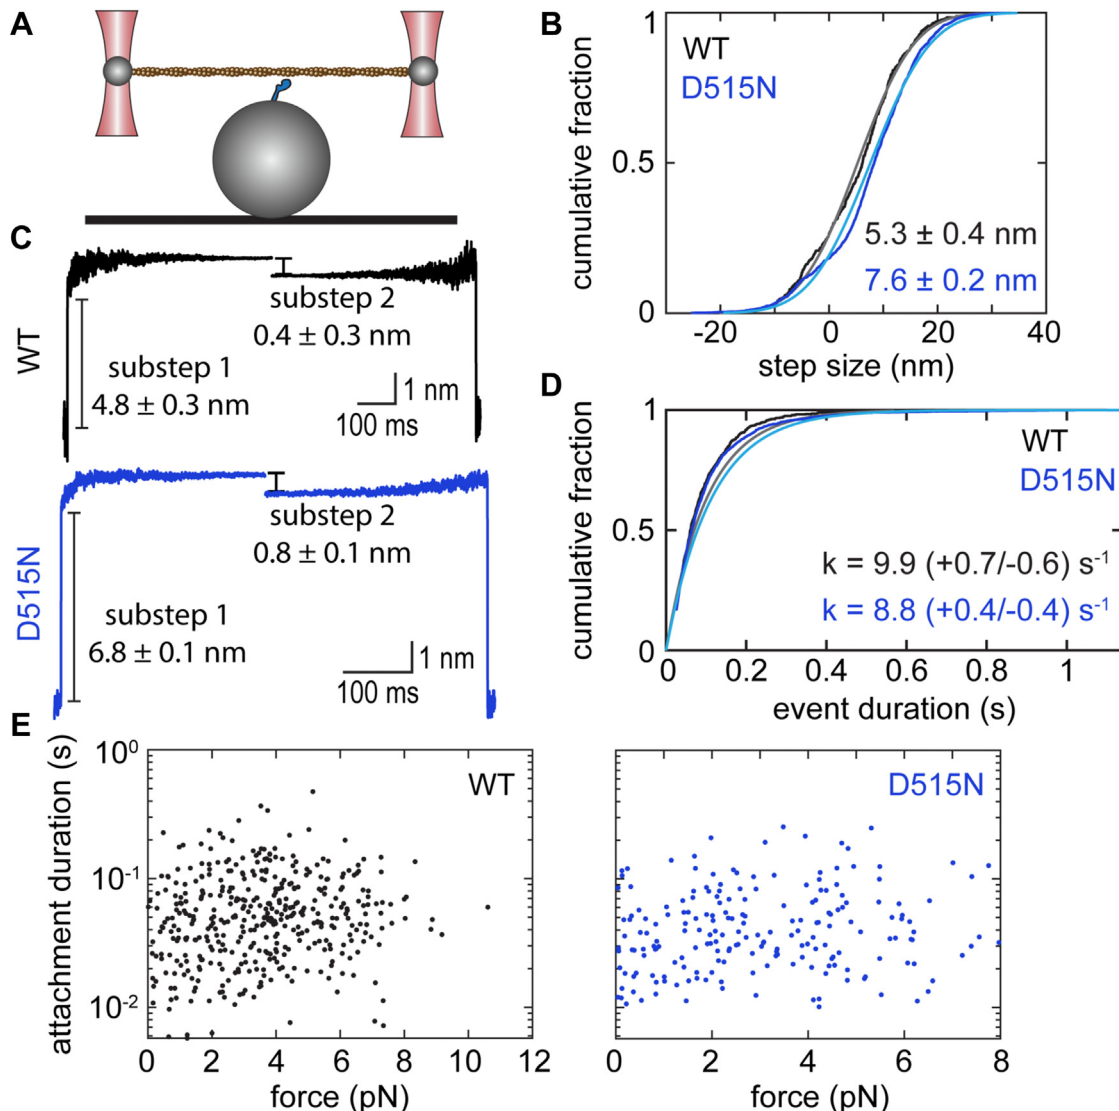 A
B
WT
D515N
cumulative fraction
1
0.5
0
5.3 ± 0.4 nm
7.6 ± 0.2 nm
-20 0 20 40
step size (nm)
C
WT
substep 1
4.8 ± 0.3 nm
substep 2
0.4 ± 0.3 nm
1 nm
100 ms
D515N
substep 1
6.8 ± 0.1 nm
substep 2
0.8 ± 0.1 nm
1 nm
100 ms
D
cumulative fraction
1
0.5
0
WT
D515N
k = 9.9 (+0.7/-0.6) s⁻¹
k = 8.8 (+0.4/-0.4) s⁻¹
0 0.2 0.4 0.6 0.8 1
event duration (s)
E
attachment duration (s)
10⁰
10⁻¹
10⁻²
WT
0 2 4 6 8 10 12
force (pN)
D515N
0 2 4 6 8
force (pN)